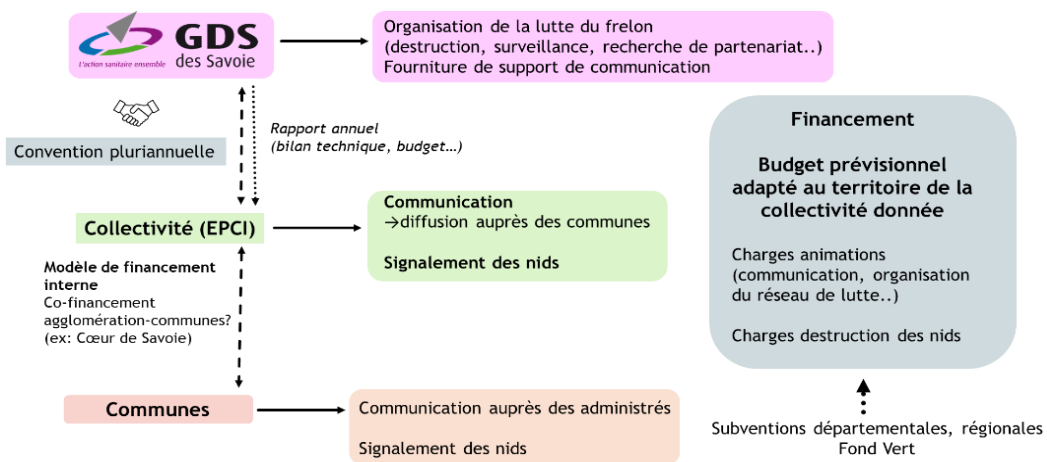 GDS
des Savoie
L'action sanitaire ensemble
Organisation de la lutte du frelon
(destruction, surveillance, recherche de partenariat..)
Fourniture de support de communication
Convention pluriannuelle
Rapport annuel
(bilan technique, budget…)
Collectivité (EPCI)
Communication
→diffusion auprès des communes
Signalement des nids
Modèle de financement
interne
Co-financement
agglomération-communes?
(ex: Cœur de Savoie)
Communes
Communication auprès des administrés
Signalement des nids
Financement
Budget prévisionnel
adapté au territoire de la
collectivité donnée
Charges animations
(communication, organisation
du réseau de lutte..)
Charges destruction des nids
Subventions départementales, régionales
Fond Vert